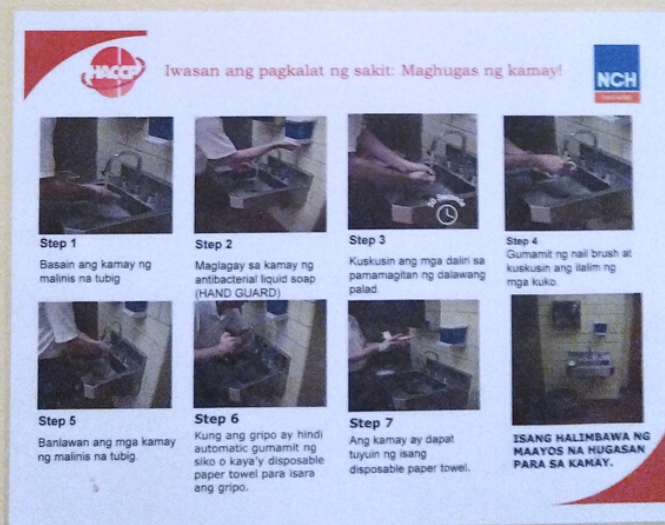 HACCP
Iwasan ang pagkalat ng sakit: Maghugas ng kamay!
NCH
Step 1
Basain ang kamay ng
malinis na tubig
Step 2
Maglagay sa kamay ng
antibacterial liquid soap
(HAND GUARD)
Step 3
Kuskusin ang mga daliri sa
pamamagitan ng dalawang
palad.
Step 4
Gumamit ng nail brush at
kuskusin ang ilalim ng
mga kuko.
Step 5
Banlawan ang mga kamay
ng malinis na tubig.
Step 6
Kung ang gripo ay hindi
automatic gumamit ng
siko o kaya'y disposable
paper towel para isara
ang gripo.
Step 7
Ang kamay ay dapat
tuyuin ng isang
disposable paper towel.
ISANG HALIMBAWA NG
MAAYOS NA HUGASAN
PARA SA KAMAY.